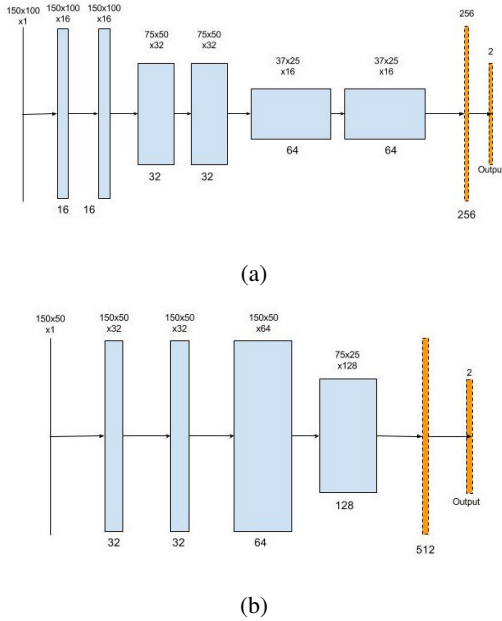 150x100 150x100 150x100
x1 x16 x16
75x50 75x50
x32 x32
37x25 37x25
x16 x16
256
2
16 16 32 32 64 64 256
Outpu
(a)
150x50 150x50 150x50 150x50
x1 x32 x32 x64
75x25
x128
2
32 32 64 128 512
Output
(b)